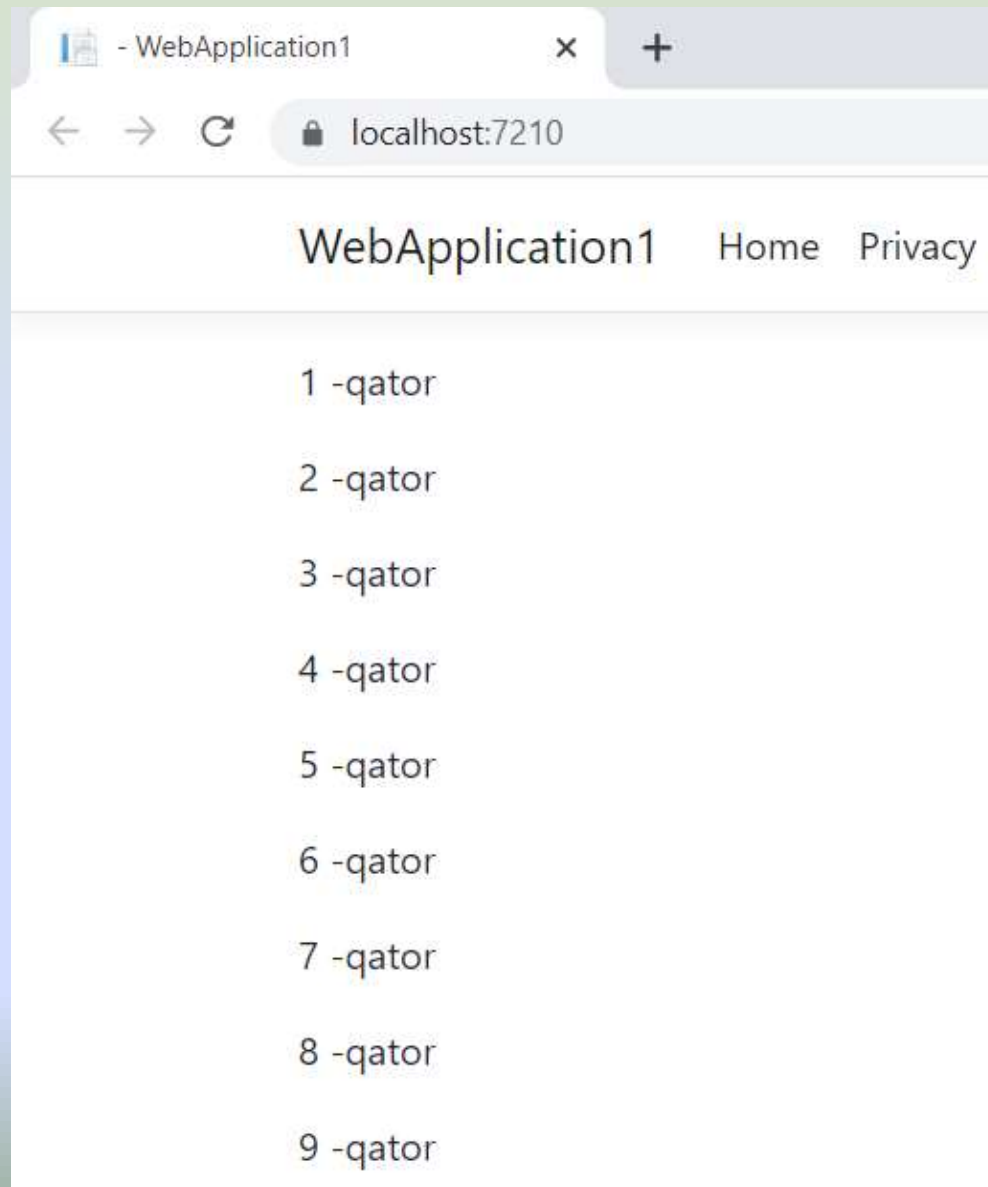 - WebApplication1
localhost:7210
WebApplication1 Home Privacy
1 -qator
2 -qator
3 -qator
4 -qator
5 -qator
6 -qator
7 -qator
8 -qator
9 -qator